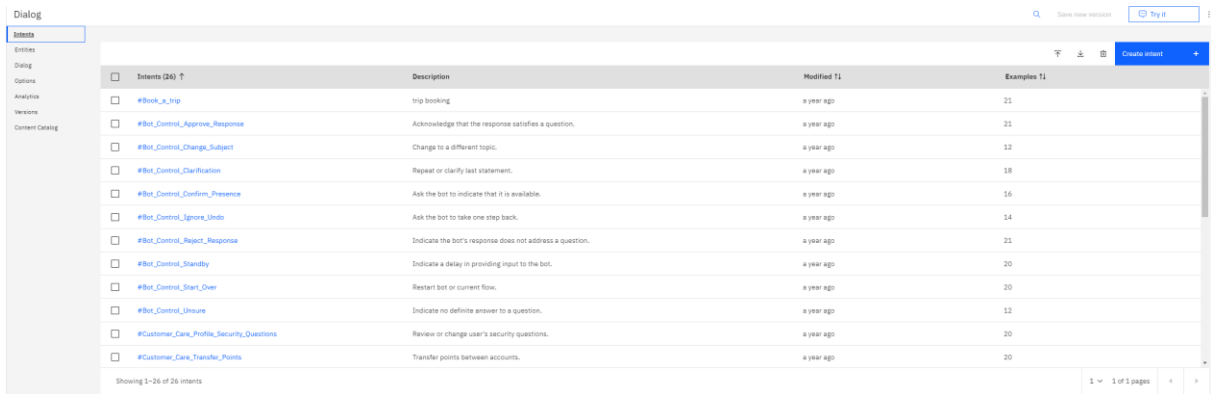 Dialog
Save new version
Try it
Intents
Entities
Dialog
Options
Analytics
Versions
Content Catalog
Create intent +
Intents (26) ↑ Description Modified ↑↓ Examples ↑↓
#Book_a_trip trip booking a year ago 21
#Bot_Control_Approve_Response Acknowledge that the response satisfies a question. a year ago 21
#Bot_Control_Change_Subject Change to a different topic. a year ago 12
#Bot_Control_Clarification Repeat or clarify last statement. a year ago 18
#Bot_Control_Confirm_Presence Ask the bot to indicate that it is available. a year ago 16
#Bot_Control_Ignore_Undo Ask the bot to take one step back. a year ago 14
#Bot_Control_Reject_Response Indicate the bot's response does not address a question. a year ago 21
#Bot_Control_Standby Indicate a delay in providing input to the bot. a year ago 20
#Bot_Control_Start_Over Restart bot or current flow. a year ago 20
#Bot_Control_Unsure Indicate no definite answer to a question. a year ago 12
#Customer_Care_Profile_Security_Questions Review or change user's security questions. a year ago 20
#Customer_Care_Transfer_Points Transfer points between accounts. a year ago 20
Showing 1–26 of 26 intents 1 1 of 1 pages